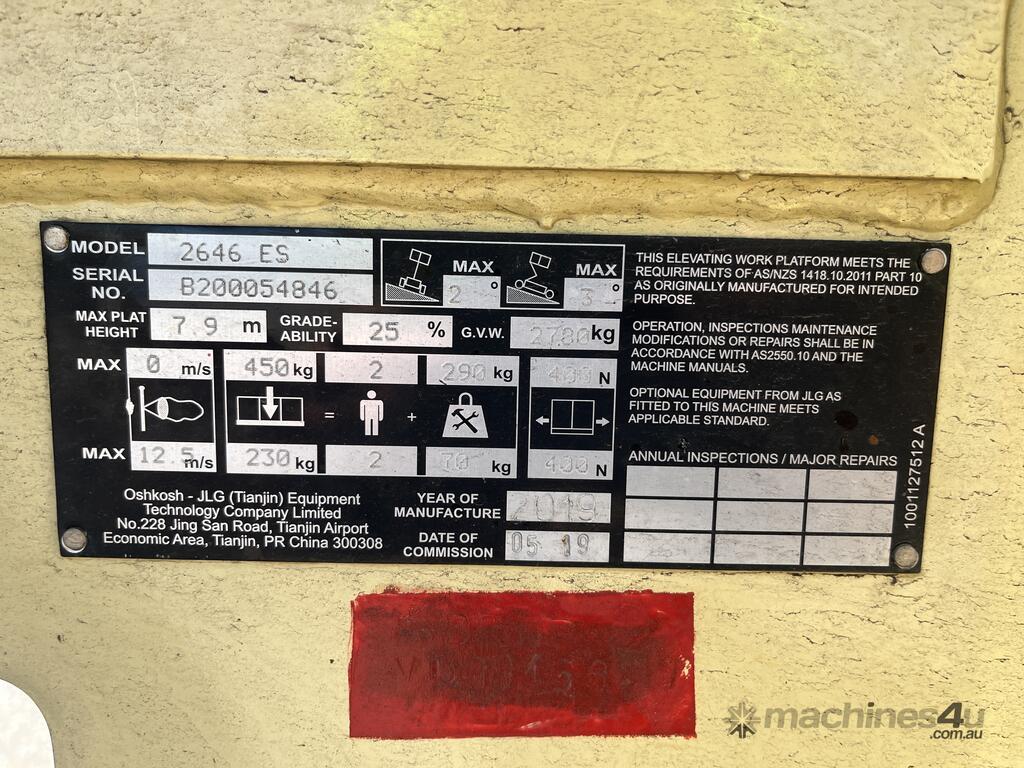 MODEL 2646 ES
SERIAL NO. B200054846
MAX PLAT HEIGHT 7.9 m GRADE-ABILITY 25 % G.V.W. 2780 kg
MAX 2 °
MAX 3 °
MAX 0 m/s 450 kg 2 290 kg 400 N
= +
MAX 12.5 m/s 230 kg 2 70 kg 400 N
Oshkosh - JLG (Tianjin) Equipment
Technology Company Limited
No.228 Jing San Road, Tianjin Airport
Economic Area, Tianjin, PR China 300308
YEAR OF MANUFACTURE 2019
DATE OF COMMISSION 05 19
THIS ELEVATING WORK PLATFORM MEETS THE
REQUIREMENTS OF AS/NZS 1418.10.2011 PART 10
AS ORIGINALLY MANUFACTURED FOR INTENDED
PURPOSE.
OPERATION, INSPECTIONS MAINTENANCE
MODIFICATIONS OR REPAIRS SHALL BE IN
ACCORDANCE WITH AS2550.10 AND THE
MACHINE MANUALS.
OPTIONAL EQUIPMENT FROM JLG AS
FITTED TO THIS MACHINE MEETS
APPLICABLE STANDARD.
ANNUAL INSPECTIONS / MAJOR REPAIRS
1001127512A
machines4u
.com.au